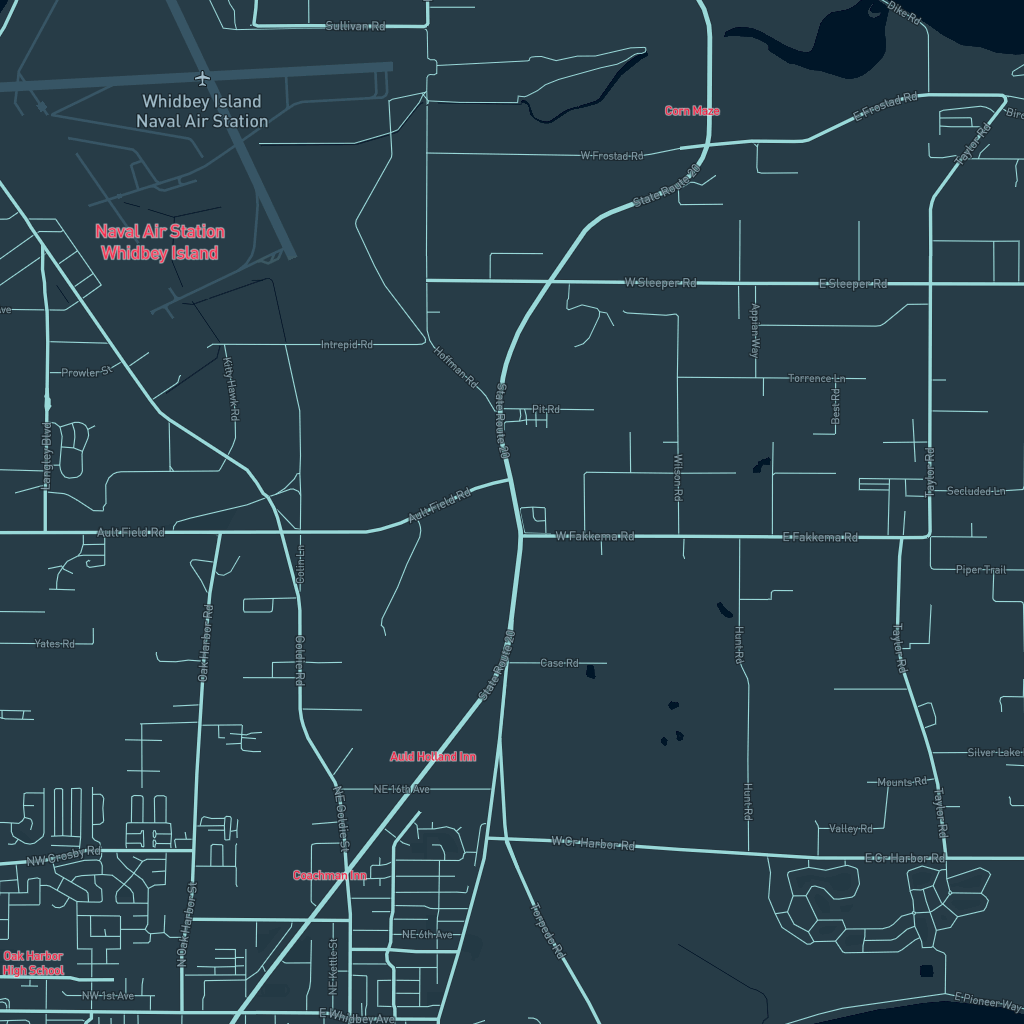 Dike Rd
Sullivan Rd
Whidbey Island
Naval Air Station
E Frostad Rd
Corn Maze
Taylor Rd
W Frostad Rd
State Route 20
Naval Air Station
Whidbey Island
W Sleeper Rd
E Sleeper Rd
Ave
Appian Way
Intrepid Rd
Hoffman Rd
Prowler St
Kitty Hawk Rd
Torrence Ln
Best Rd
State Route 20
Pit Rd
Langley Blvd
Wilson Rd
Taylor Rd
Secluded Ln
Ault Field Rd
Ault Field Rd
W Fakkema Rd
E Fakkema Rd
Colin Ln
Piper Trail
Oak Harbor Rd
Yates Rd
Goldie Rd
State Route 20
Case Rd
Hunt Rd
Taylor Rd
Auld Holland Inn
Silver Lake
NE 16th Ave
Mounts Rd
Hunt Rd
NE Goldie St
Taylor Rd
Valley Rd
NW Crosby Rd
W Cr Harbor Rd
E Cr Harbor Rd
Coachman Inn
N Oak Harbor St
Torpedo Rd
NE 6th Ave
NE Kettle St
Oak Harbor
High School
NW 1st Ave
E Whidbey Ave
E Pioneer Way